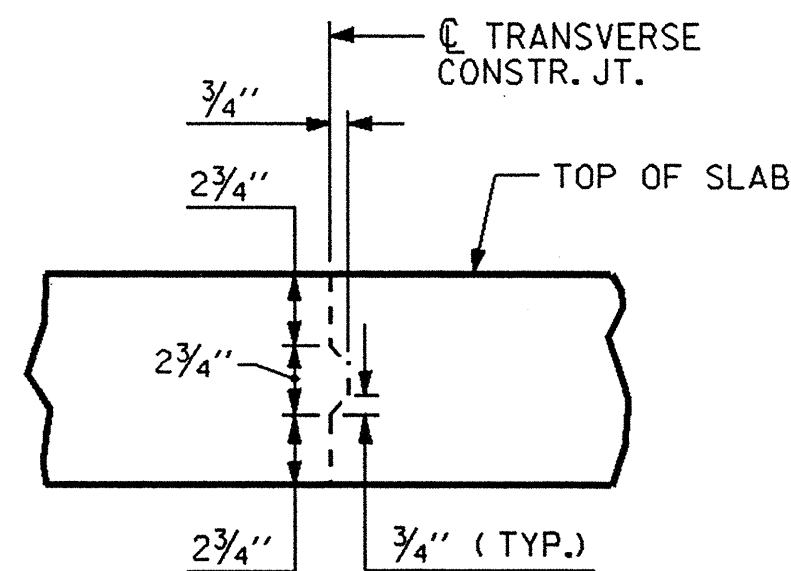 ℄ TRANSVERSE
CONSTR. JT.
3/4"
2 3/4"
TOP OF SLAB
2 3/4"
2 3/4"
3/4" (TYP.)